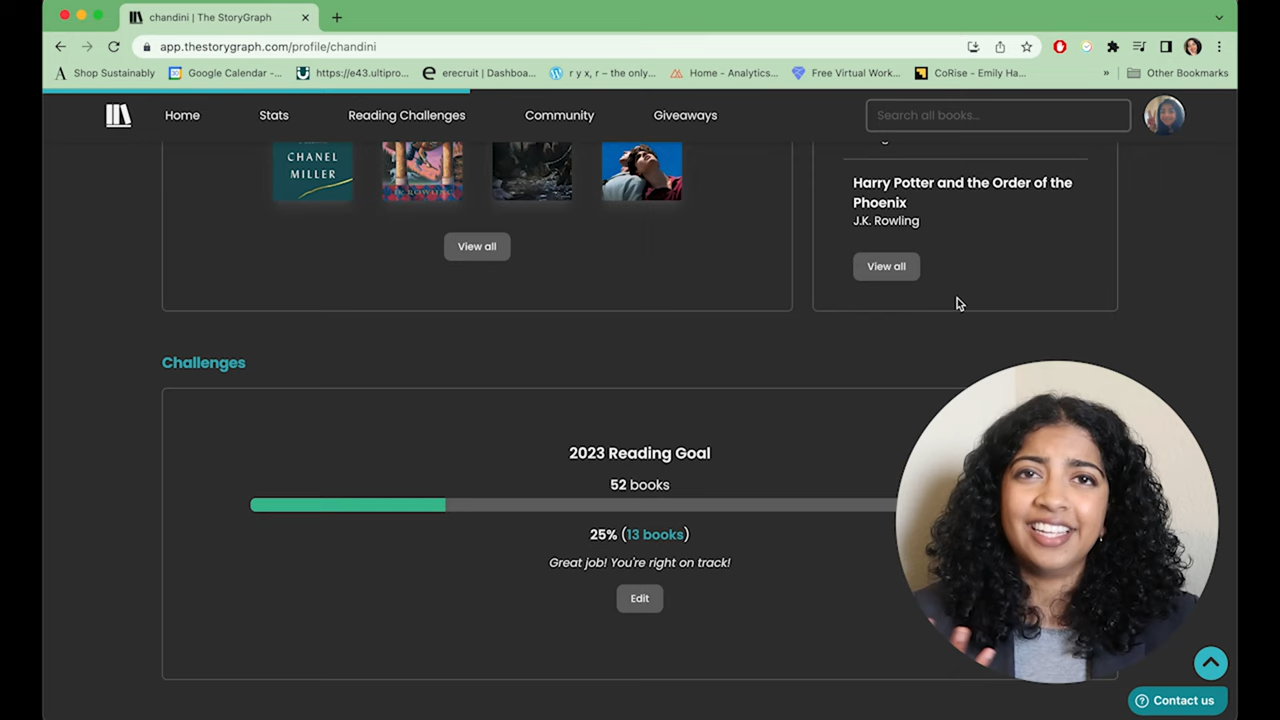 chandini | The StoryGraph
app.thestorygraph.com/profile/chandini
Shop Sustainably
Google Calendar -...
https://e43.ultipro...
erecruit | Dashboa...
r y x, r – the only...
Home - Analytics...
Free Virtual Work...
CoRise - Emily Ha...
» Other Bookmarks
Home
Stats
Reading Challenges
Community
Giveaways
Search all books...
CHANEL
MILLER
J.K. ROWLING
View all
Harry Potter and the Order of the
Phoenix
J.K. Rowling
View all
Challenges
2023 Reading Goal
52 books
25% (13 books)
Great job! You're right on track!
Edit
Contact us